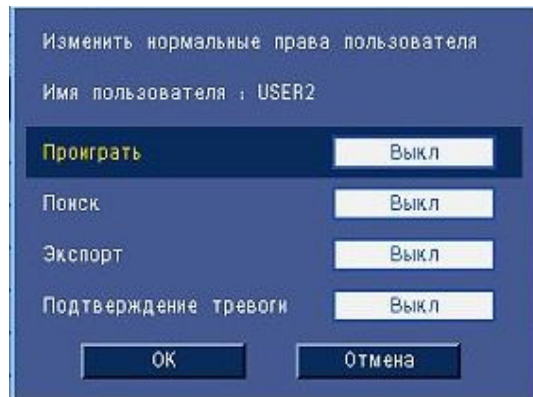 Изменить нормальные права пользователя
Имя пользователя : USER2
Проиграть Выкл
Поиск Выкл
Экспорт Выкл
Подтверждение тревоги Выкл
OK Отмена